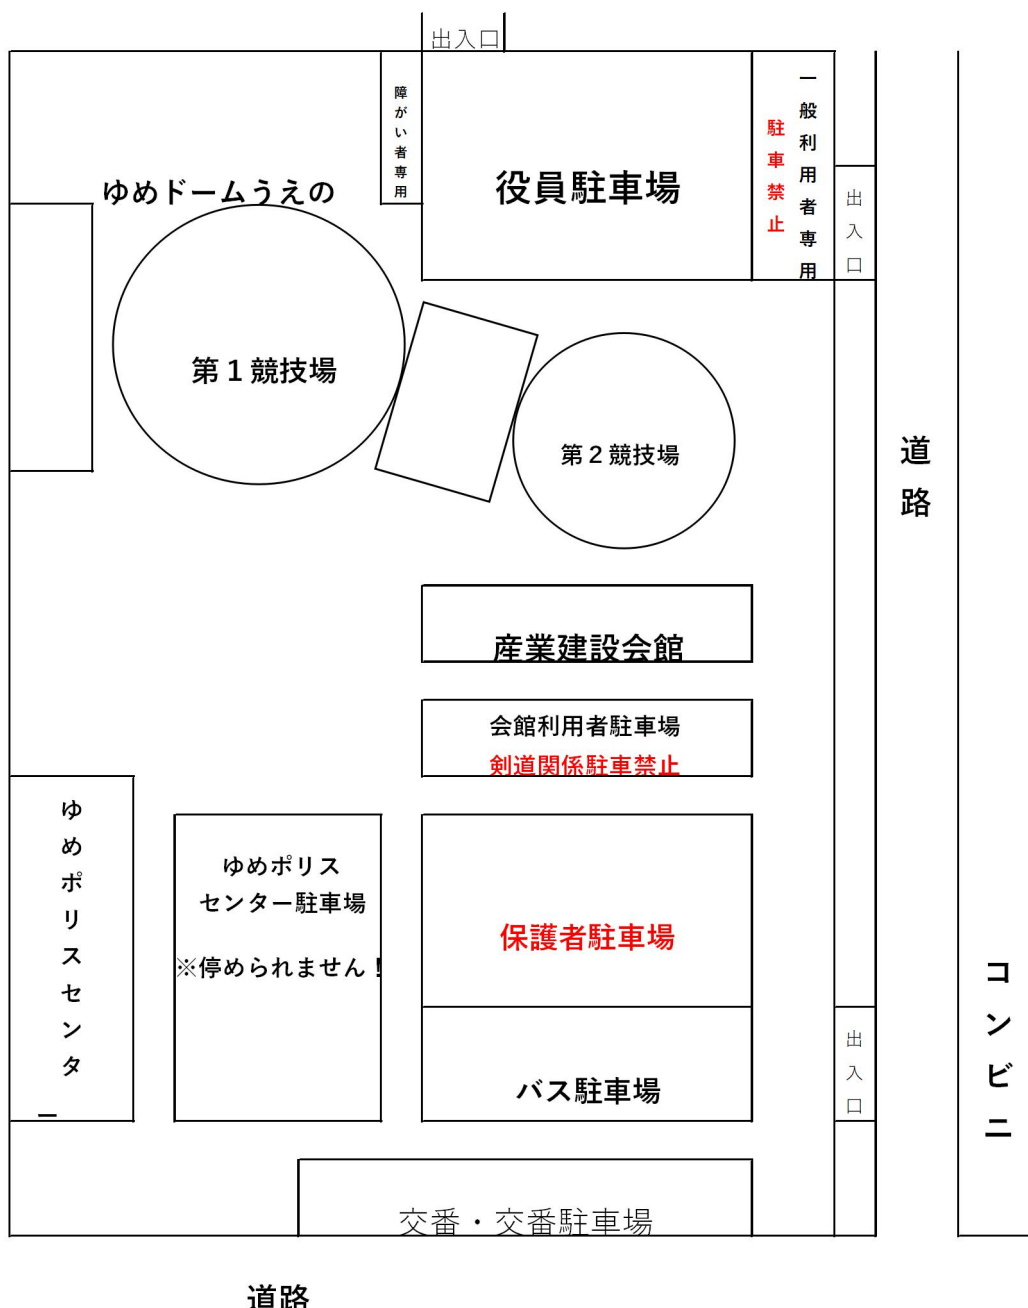 出入口
障がい者専用
役員駐車場
駐車禁止
一般利用者専用
出入口
ゆめドームうえの
第１競技場
第２競技場
道路
産業建設会館
会館利用者駐車場
剣道関係駐車禁止
ゆめポリスセンター
ゆめポリス
センター駐車場
※停められません！
保護者駐車場
バス駐車場
出入口
コンビニ
交番・交番駐車場
道路